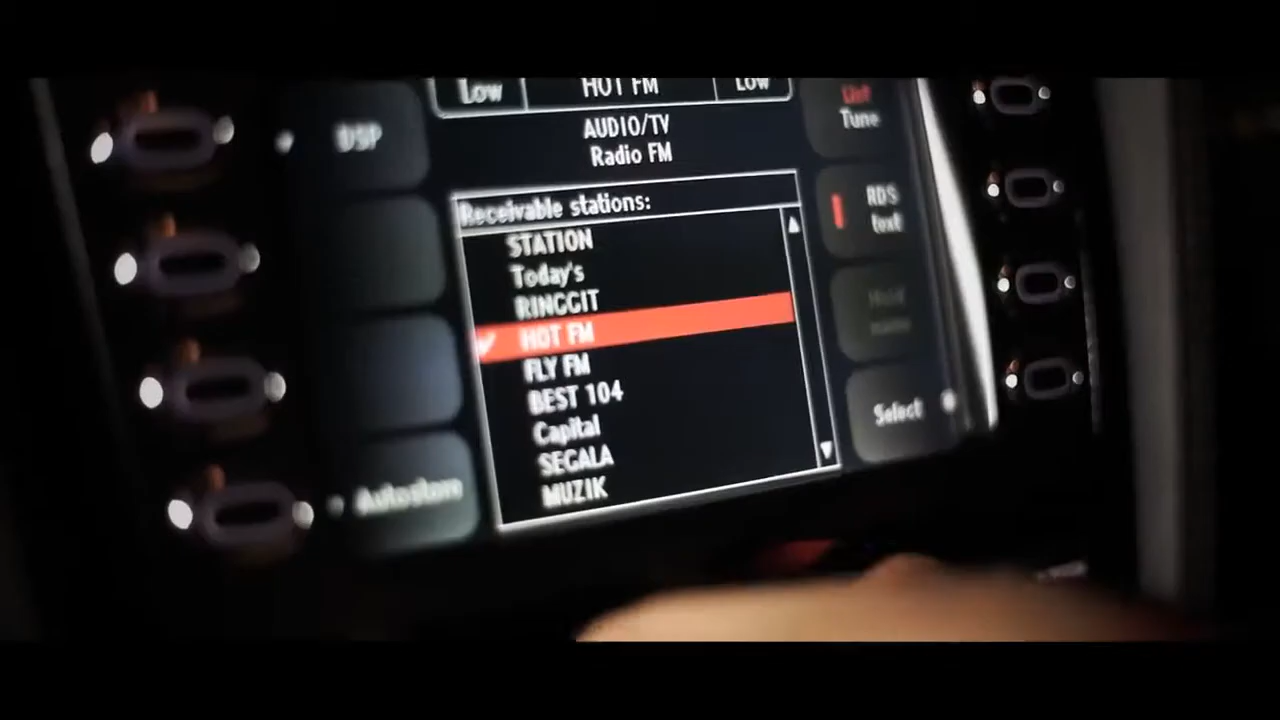 Low HOT FM Low
AUDIO/TV
Radio FM
DSP
List
Tune
Receivable stations:
STATION
Today's
RINGGIT
HOT FM
FLY FM
BEST 104
Capital
SEGALA
MUZIK
RDS
text
Select
Autostore